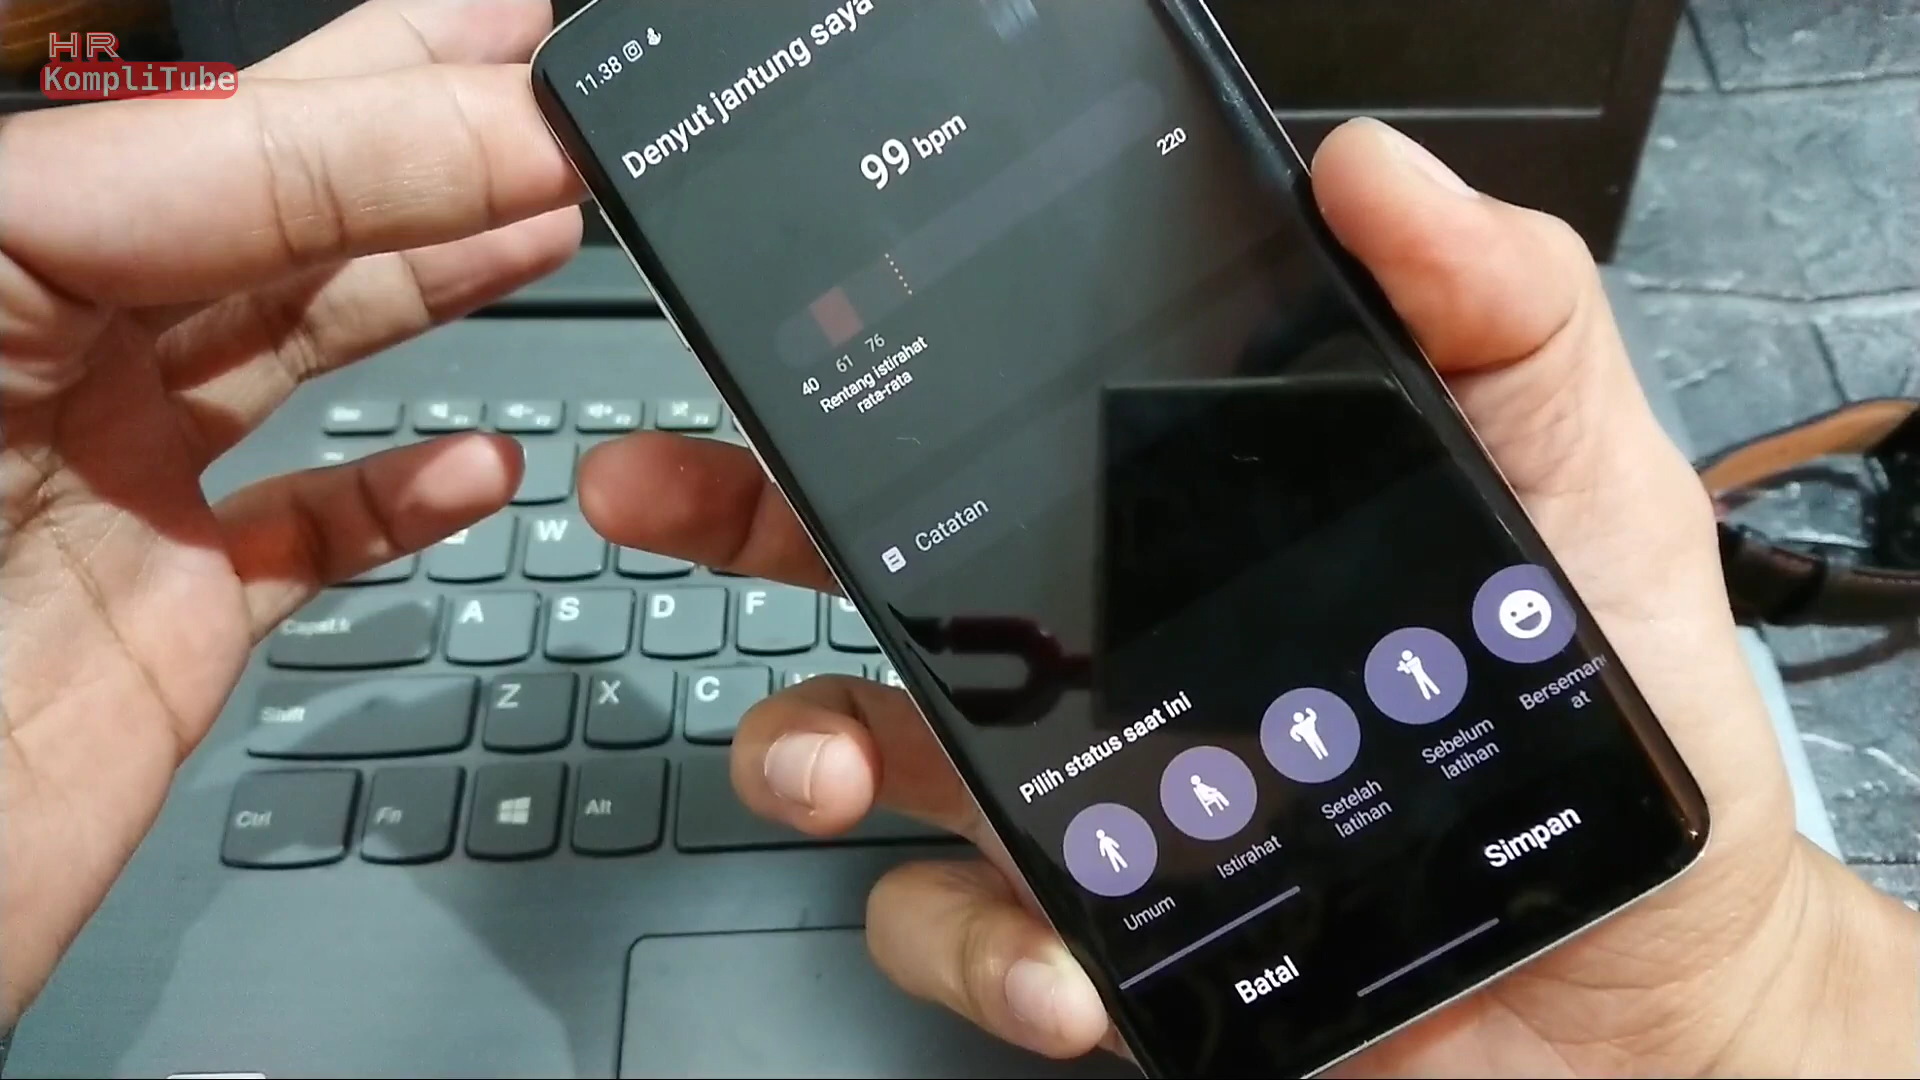 HR
KompliTube
11.38
Denyut jantung saya
99 bpm
220
40
61 76
Rentang istirahat
rata-rata
Catatan
Pilih status saat ini
Umum
Istirahat
Setelah
latihan
Sebelum
latihan
Bersemang
at
Batal
Simpan
W
A S D F
Shift Z X C
Ctrl Fn Alt